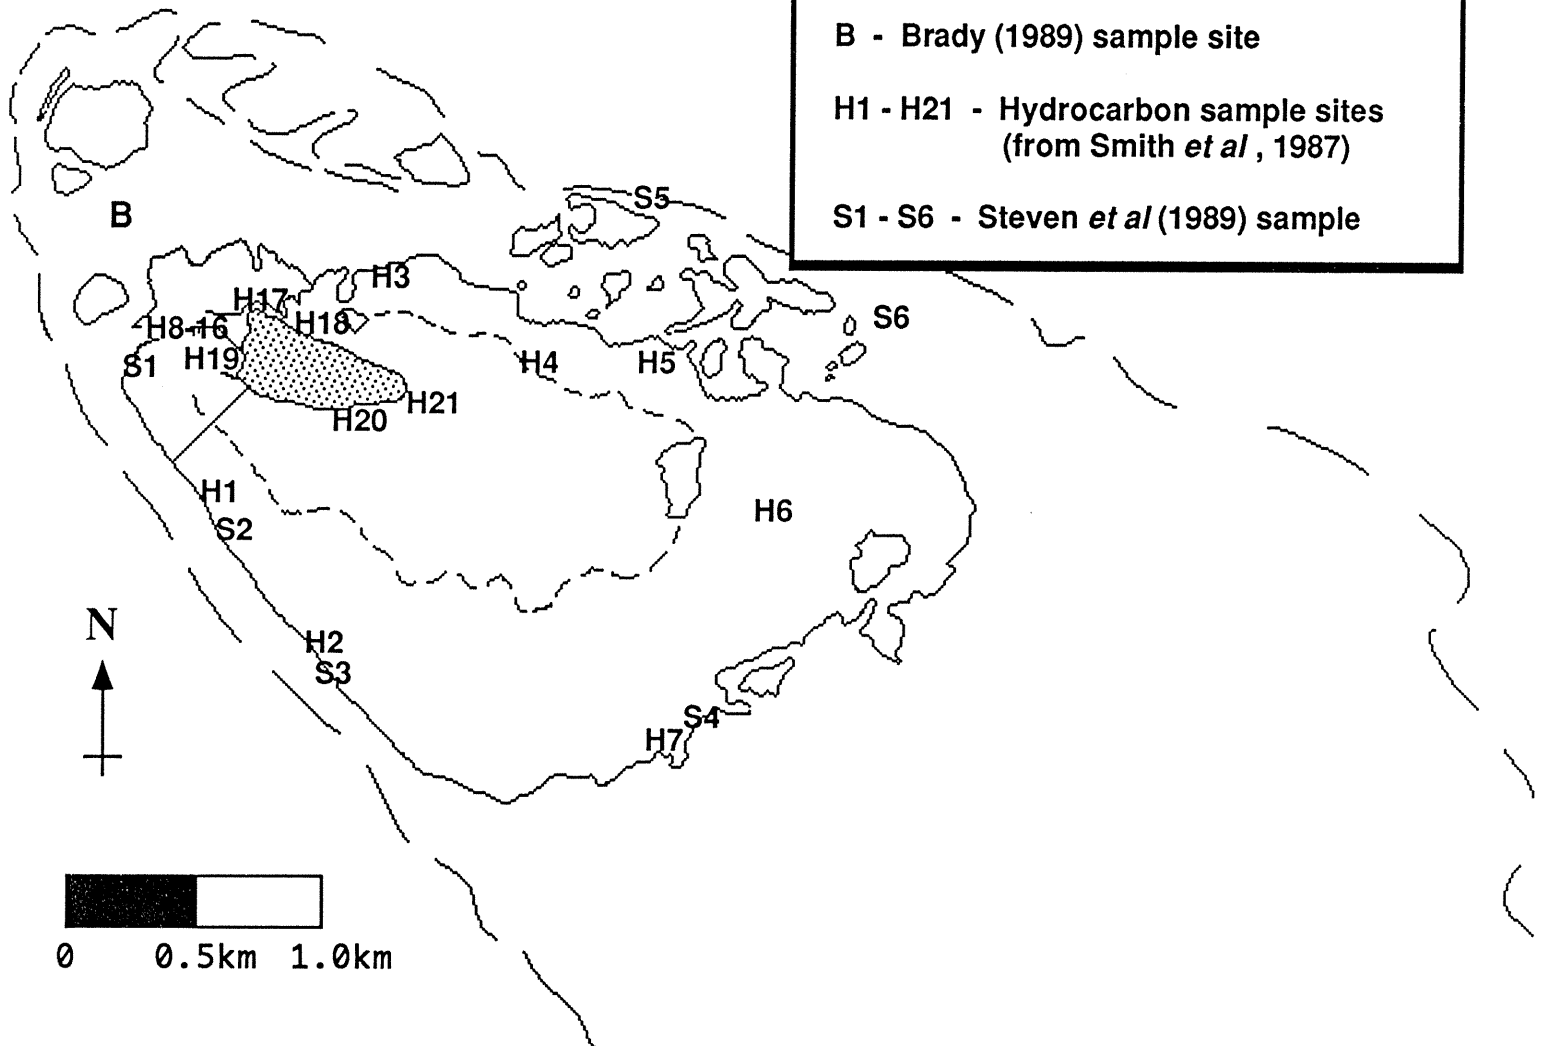 B - Brady (1989) sample site
H1 - H21 - Hydrocarbon sample sites
(from Smith et al , 1987)
S1 - S6 - Steven et al (1989) sample
B
S5
H3
H17
H8-16
H18
S6
S1
H19
H4
H5
H21
H20
H1
S2
H6
N
H2
S3
S4
H7
0 0.5km 1.0km